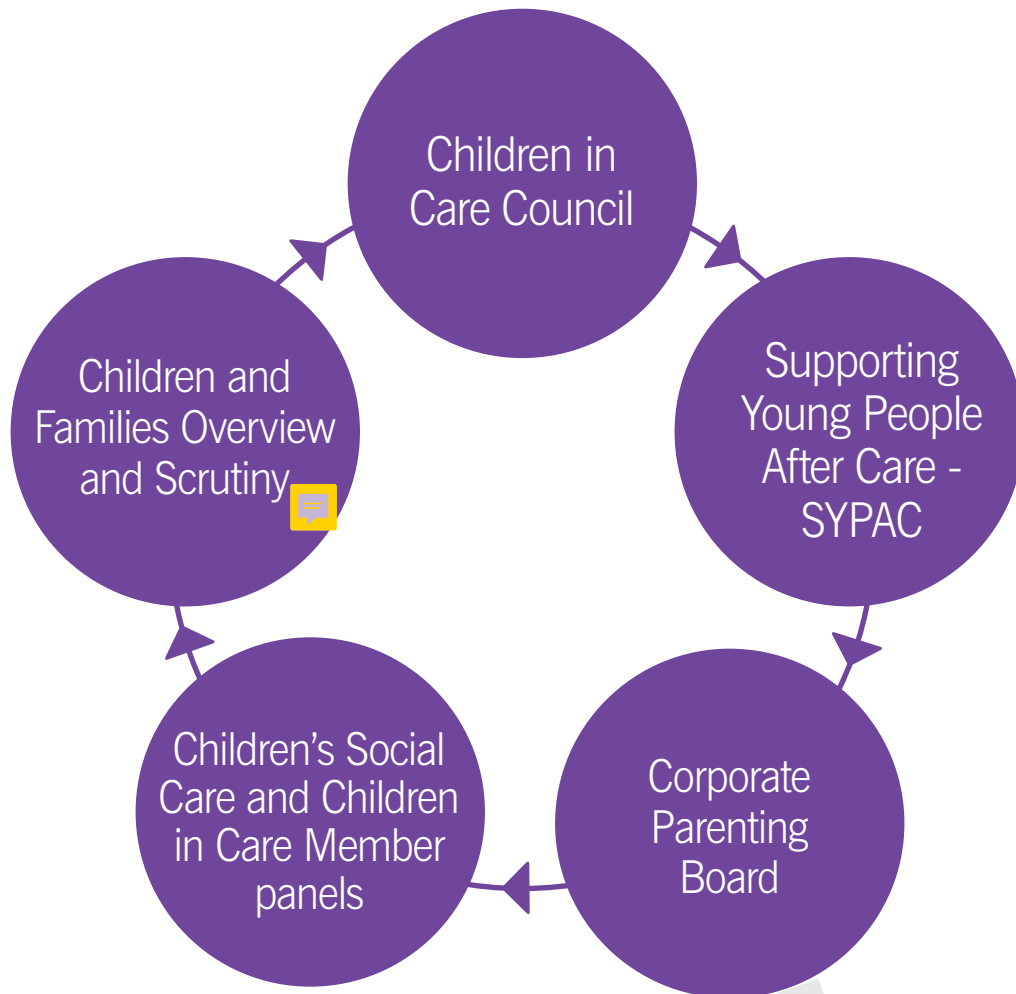 Children in
Care Council
Supporting
Young People
After Care -
SYPAC
Corporate
Parenting
Board
Children’s Social
Care and Children
in Care Member
panels
Children and
Families Overview
and Scrutiny